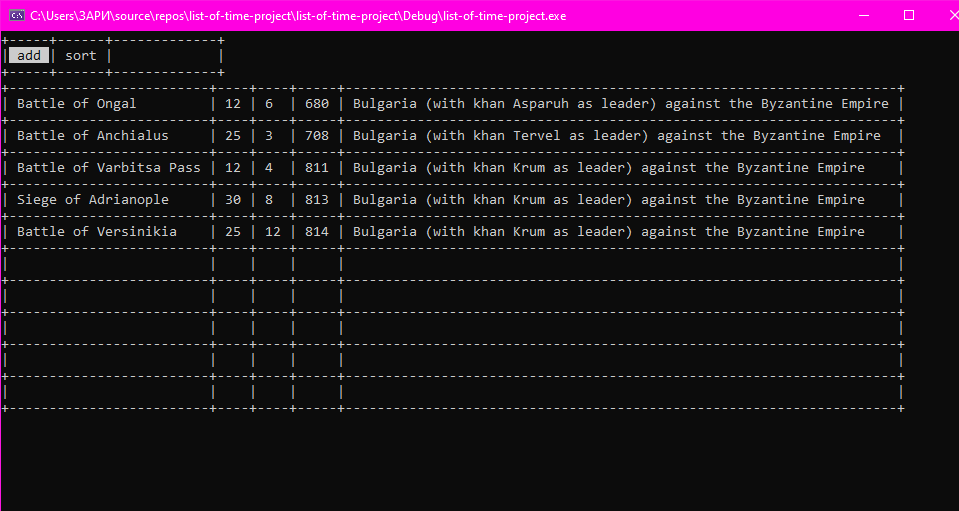 C:\Users\ЗАРИ\source\repos\list-of-time-project\list-of-time-project\Debug\list-of-time-project.exe
add | sort |
Battle of Ongal | 12 | 6 | 680 | Bulgaria (with khan Asparuh as leader) against the Byzantine Empire
Battle of Anchialus | 25 | 3 | 708 | Bulgaria (with khan Tervel as leader) against the Byzantine Empire
Battle of Varbitsa Pass | 12 | 4 | 811 | Bulgaria (with khan Krum as leader) against the Byzantine Empire
Siege of Adrianople | 30 | 8 | 813 | Bulgaria (with khan Krum as leader) against the Byzantine Empire
Battle of Versinikia | 25 | 12 | 814 | Bulgaria (with khan Krum as leader) against the Byzantine Empire